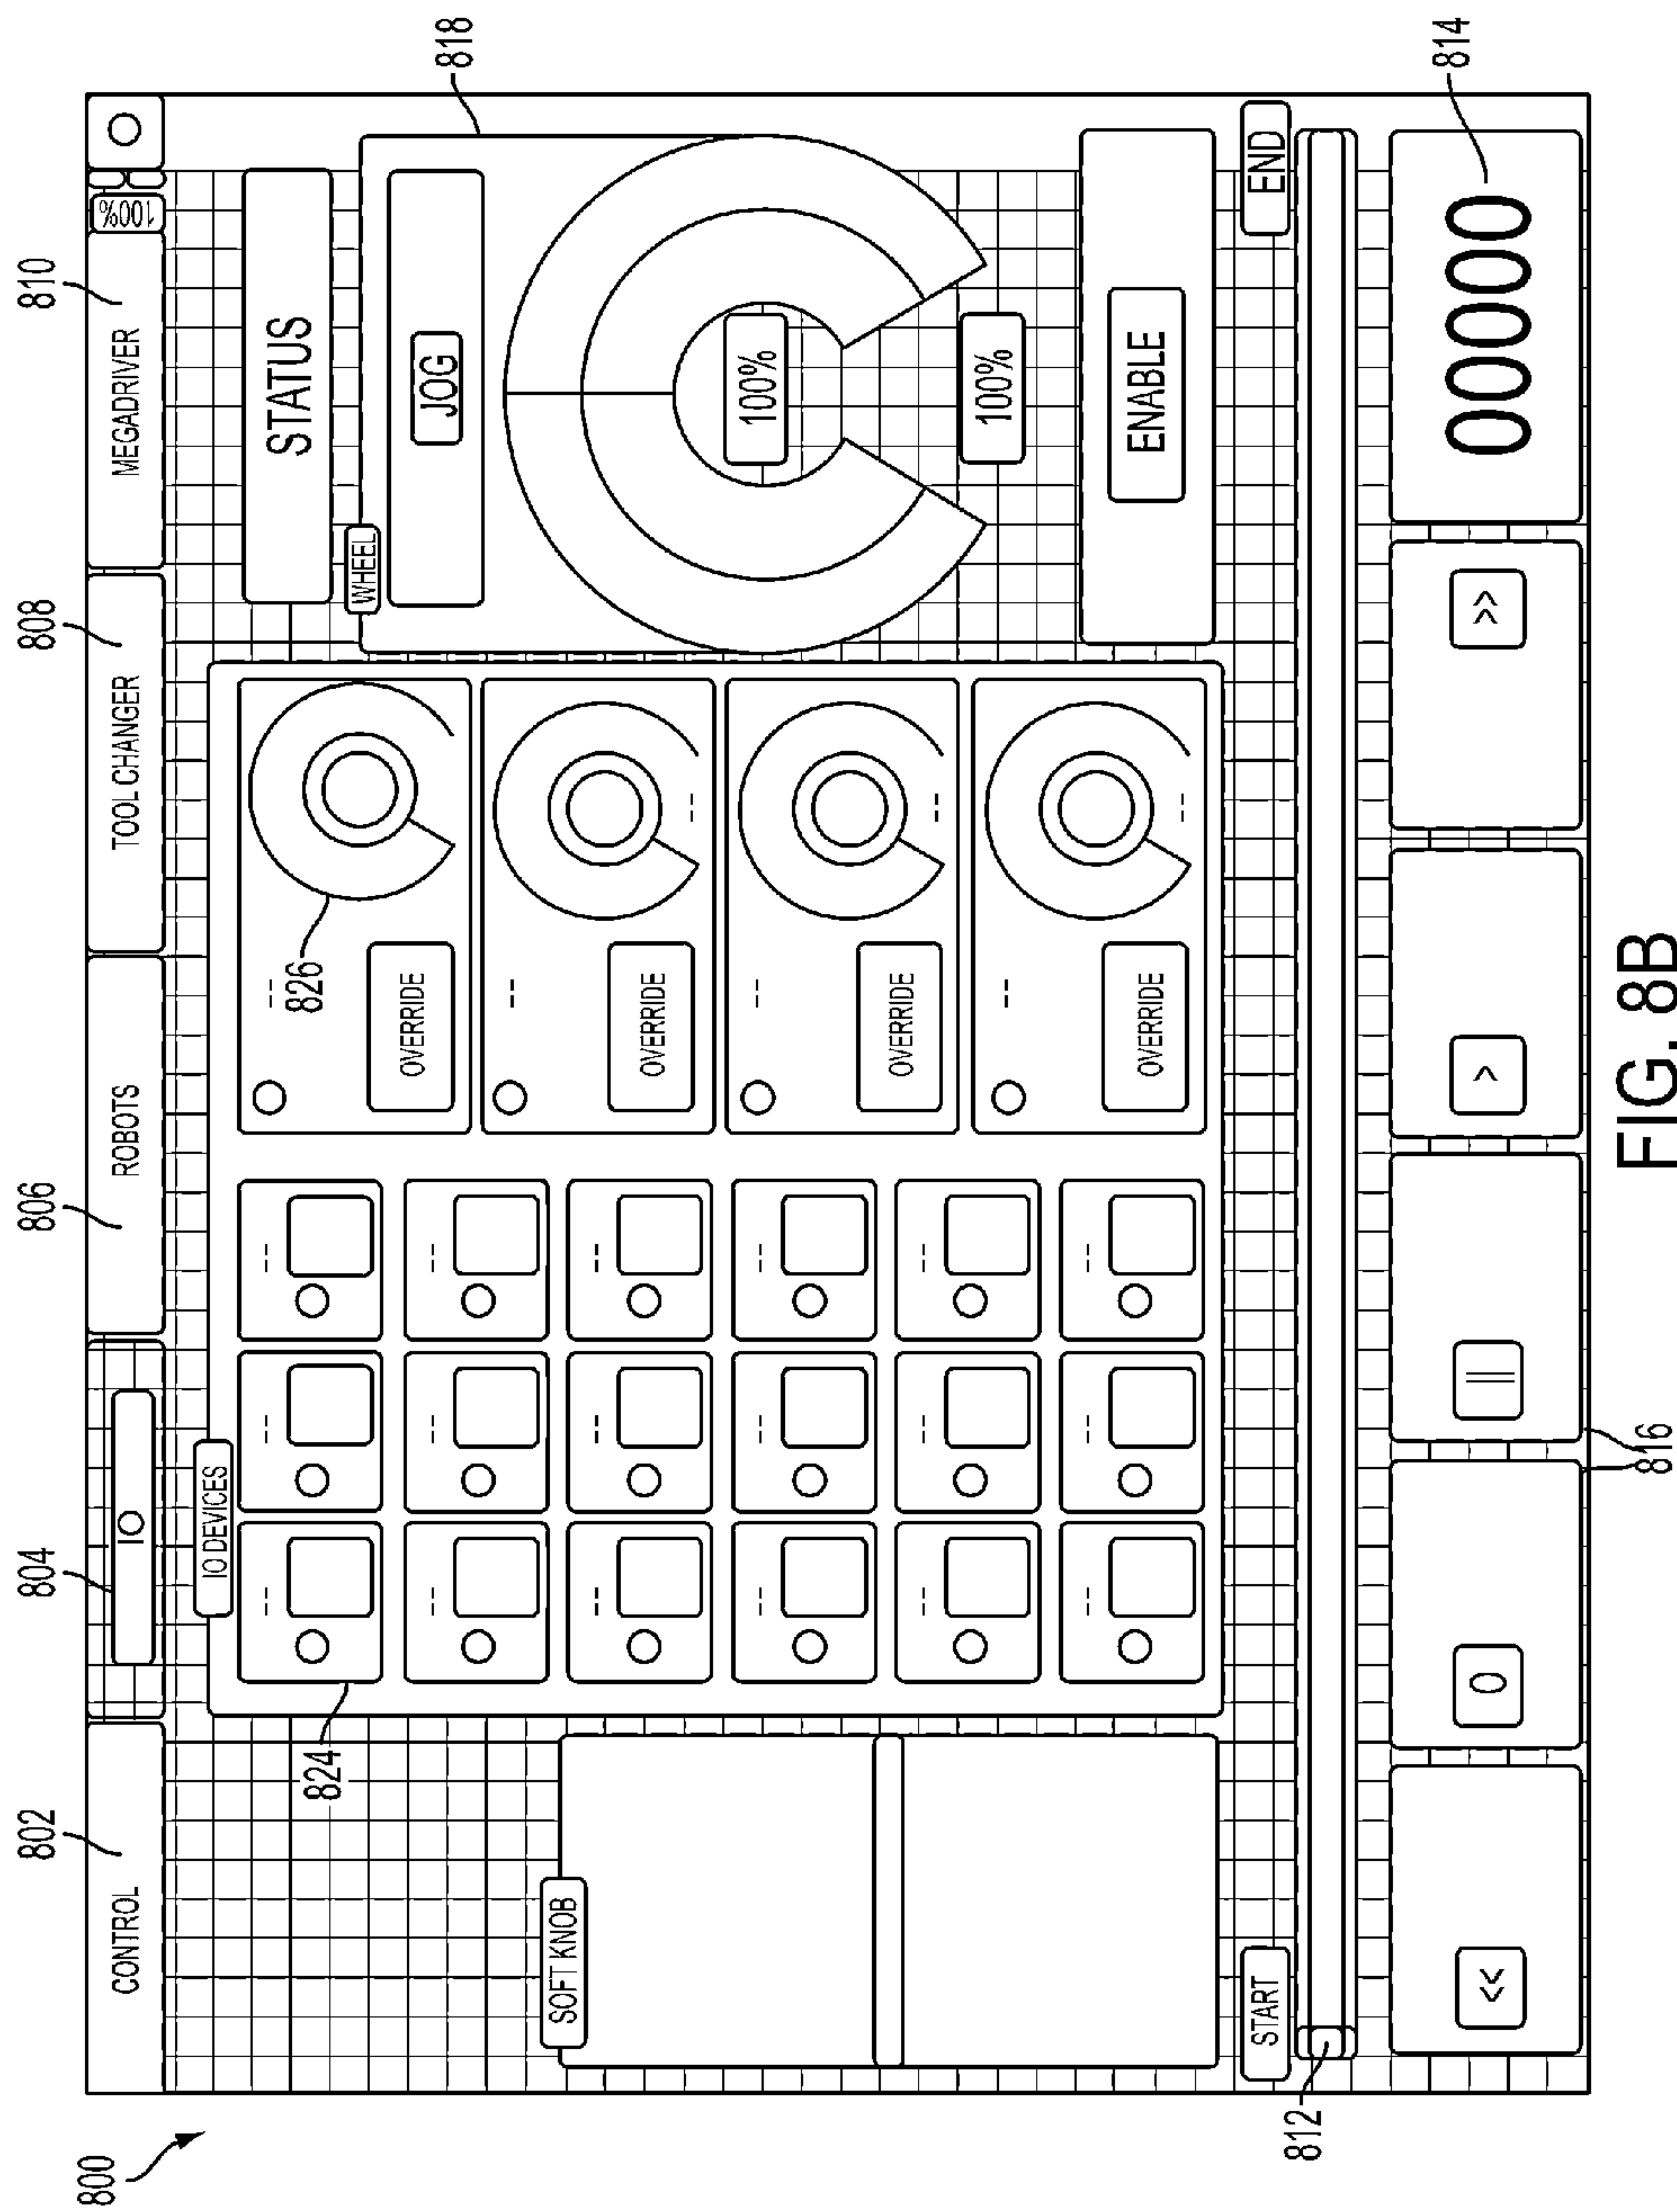 800
802
804
806
808
810
CONTROL
IO
ROBOTS
TOOL CHANGER
MEGADRIVER
100%
IO DEVICES
STATUS
WHEEL
JOG
818
824
826
--
--
--
--
OVERRIDE
--
--
--
--
--
OVERRIDE
SOFT KNOB
--
--
--
--
--
OVERRIDE
--
--
--
--
--
OVERRIDE
--
--
--
--
--
--
100%
100%
ENABLE
START
END
812
<<
0
||
>
>>
00000
814
816
FIG. 8B